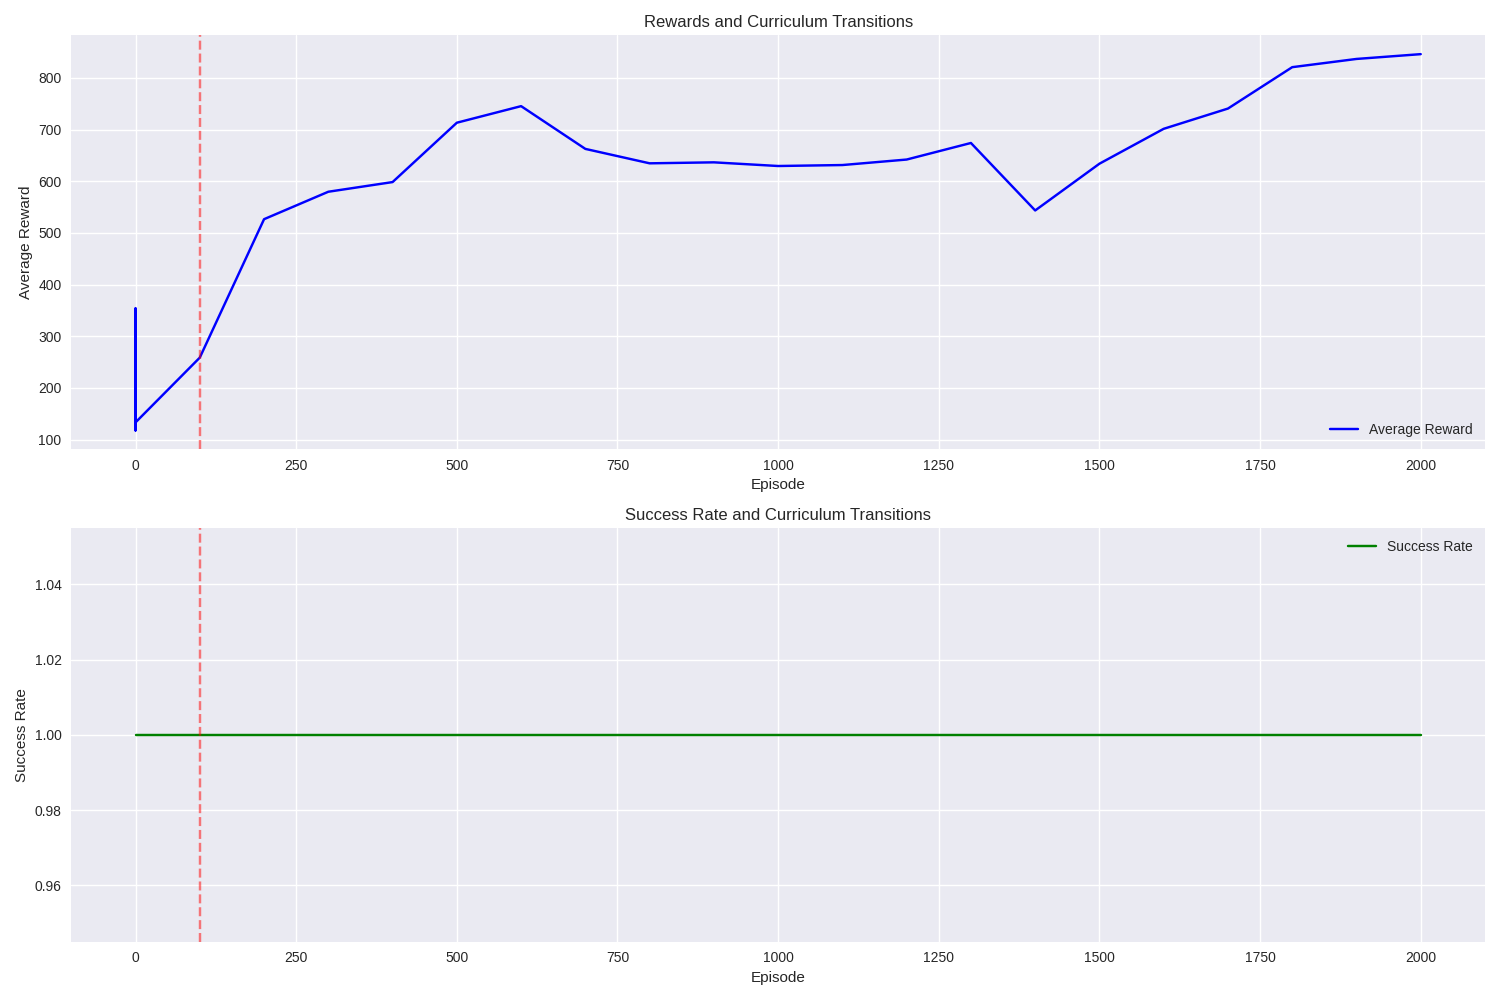 Rewards and Curriculum Transitions
800
700
600
500
400
300
200
100
Average Reward
Average Reward
0 250 500 750 1000 1250 1500 1750 2000
Episode
Success Rate and Curriculum Transitions
Success Rate
1.04
1.02
1.00
0.98
0.96
Success Rate
0 250 500 750 1000 1250 1500 1750 2000
Episode